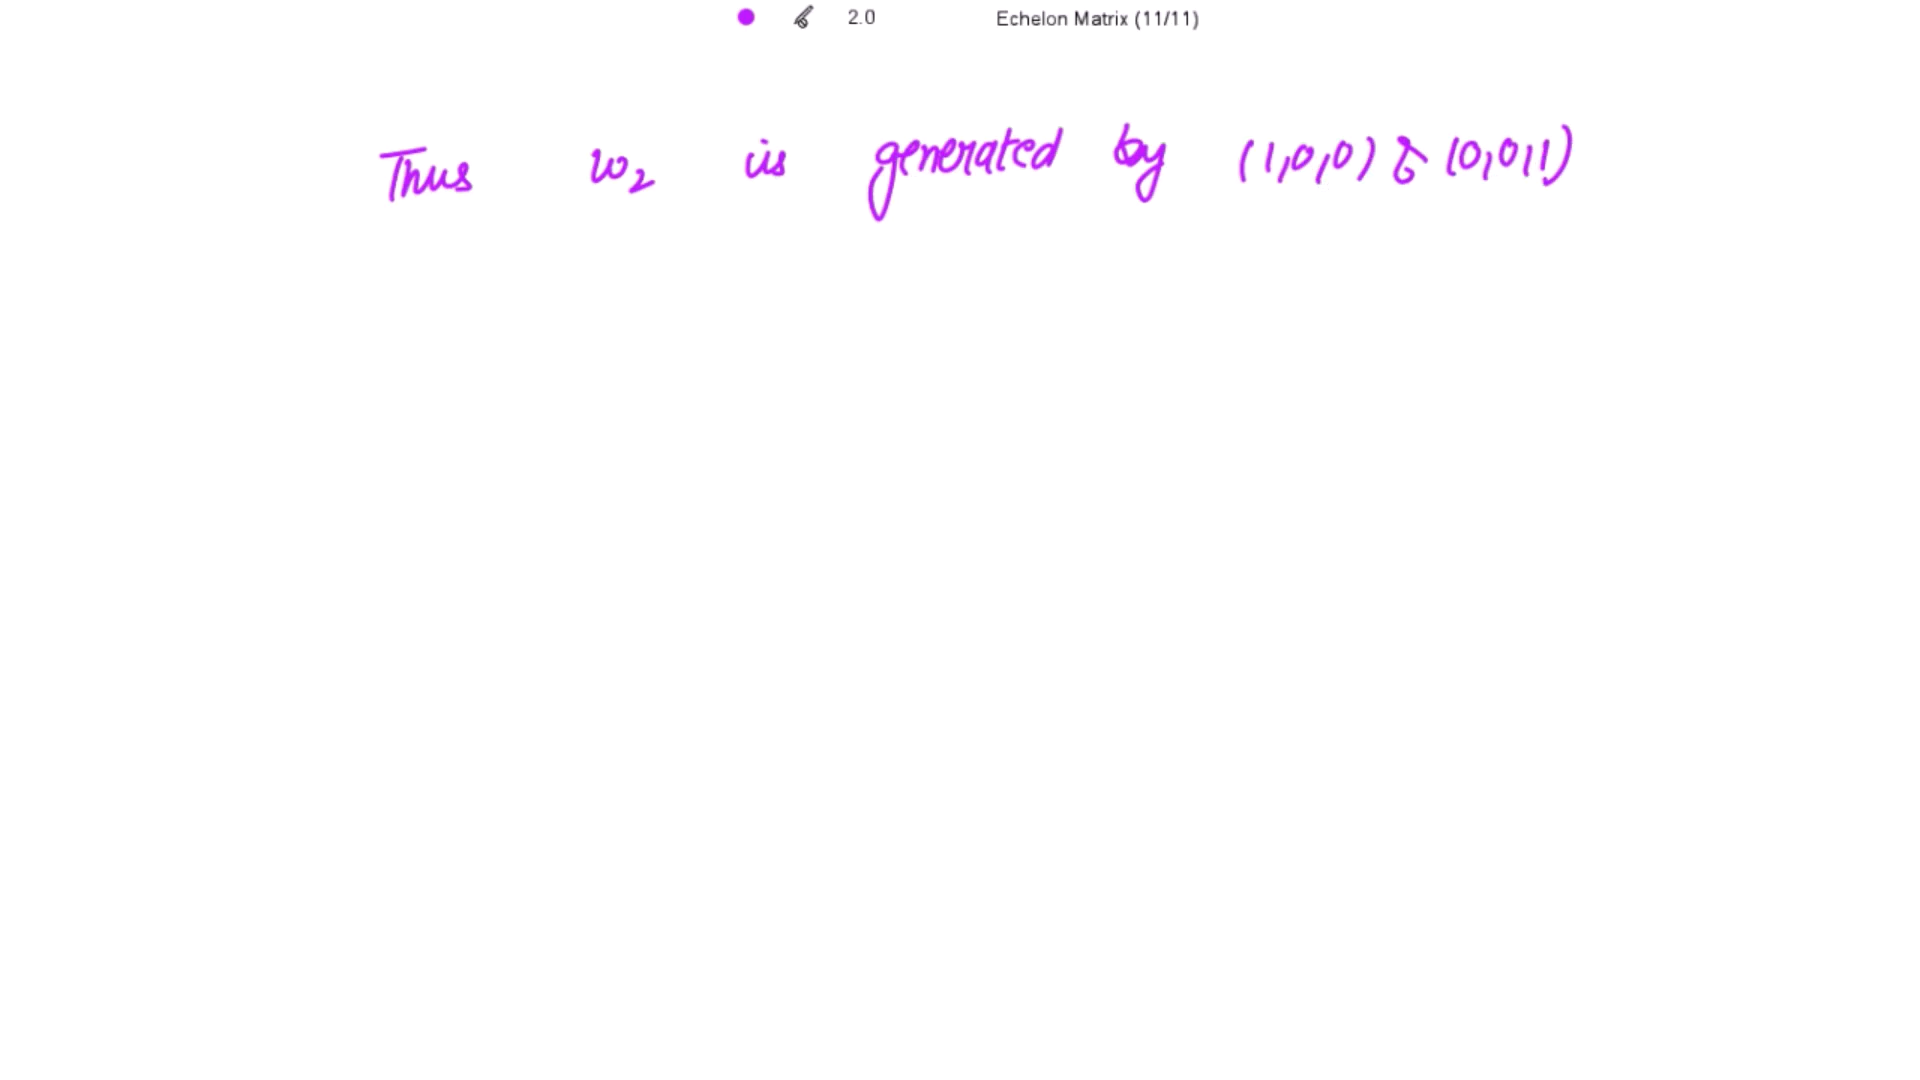 2.0 Echelon Matrix (11/11)
Thus w₂ is generated by (1,0,0) & (0,0,1)